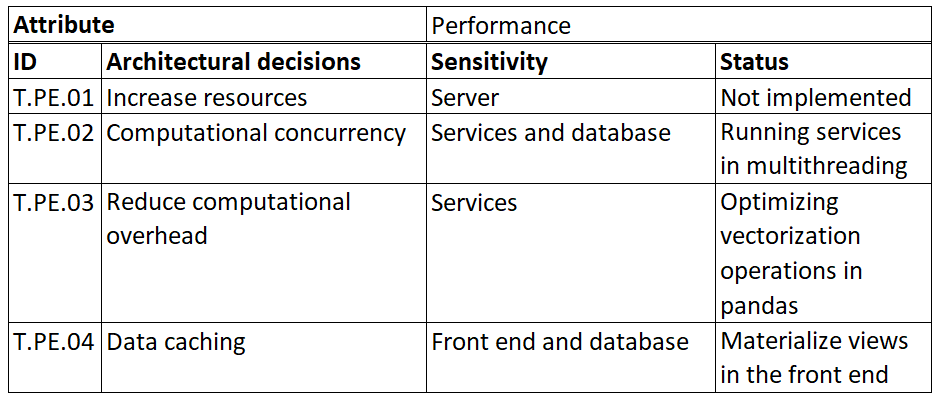 Attribute Performance
ID Architectural decisions Sensitivity Status
T.PE.01 Increase resources Server Not implemented
T.PE.02 Computational concurrency Services and database Running services
in multithreading
T.PE.03 Reduce computational Services Optimizing
overhead vectorization
operations in
pandas
T.PE.04 Data caching Front end and database Materialize views
in the front end